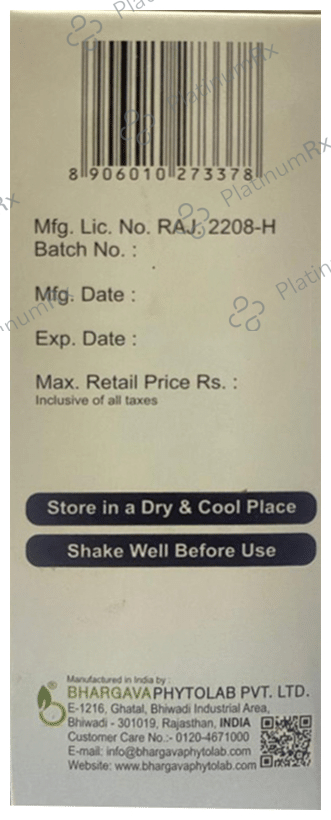 8 906010 273378
Mfg. Lic. No. RAJ. 2208-H
Batch No. :
Mfg. Date :
Exp. Date :
Max. Retail Price Rs. :
Inclusive of all taxes
Store in a Dry & Cool Place
Shake Well Before Use
Manufactured in India by :
BHARGAVA PHYTOLAB PVT. LTD.
E-1216, Ghatal, Bhiwadi Industrial Area,
Bhiwadi - 301019, Rajasthan, INDIA
Customer Care No.:- 0120-4671000
E-mail: info@bhargavaphytolab.com
Website: www.bhargavaphytolab.com
PlatinumRx
PlatinumRx